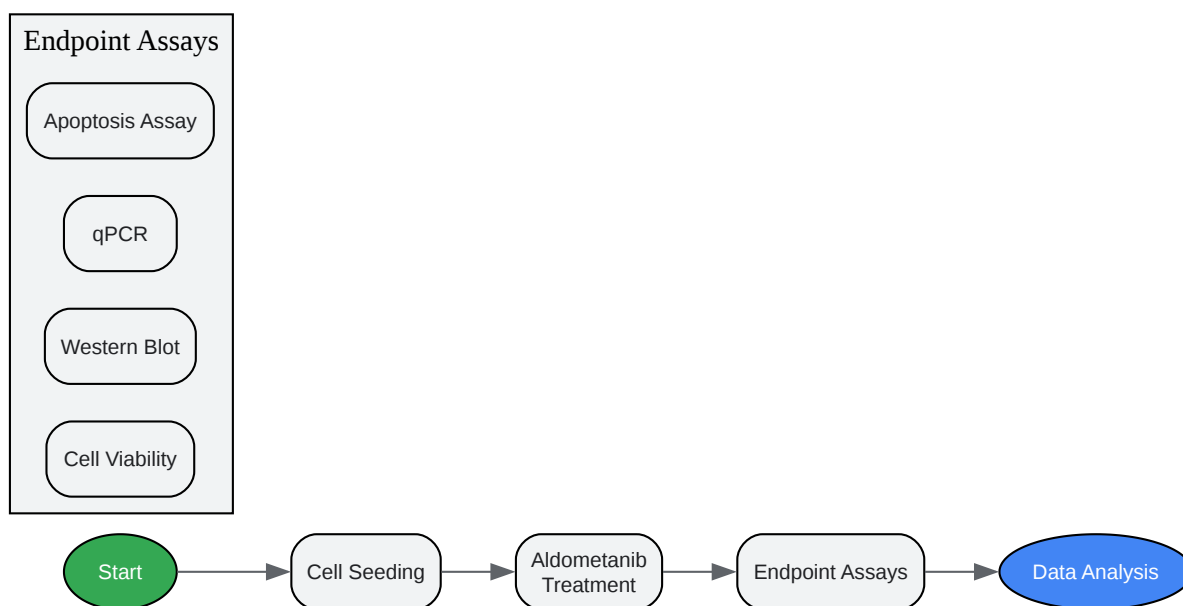 Endpoint Assays
Apoptosis Assay
qPCR
Western Blot
Cell Viability
Start
Cell Seeding
Aldometanib
Treatment
Endpoint Assays
Data Analysis